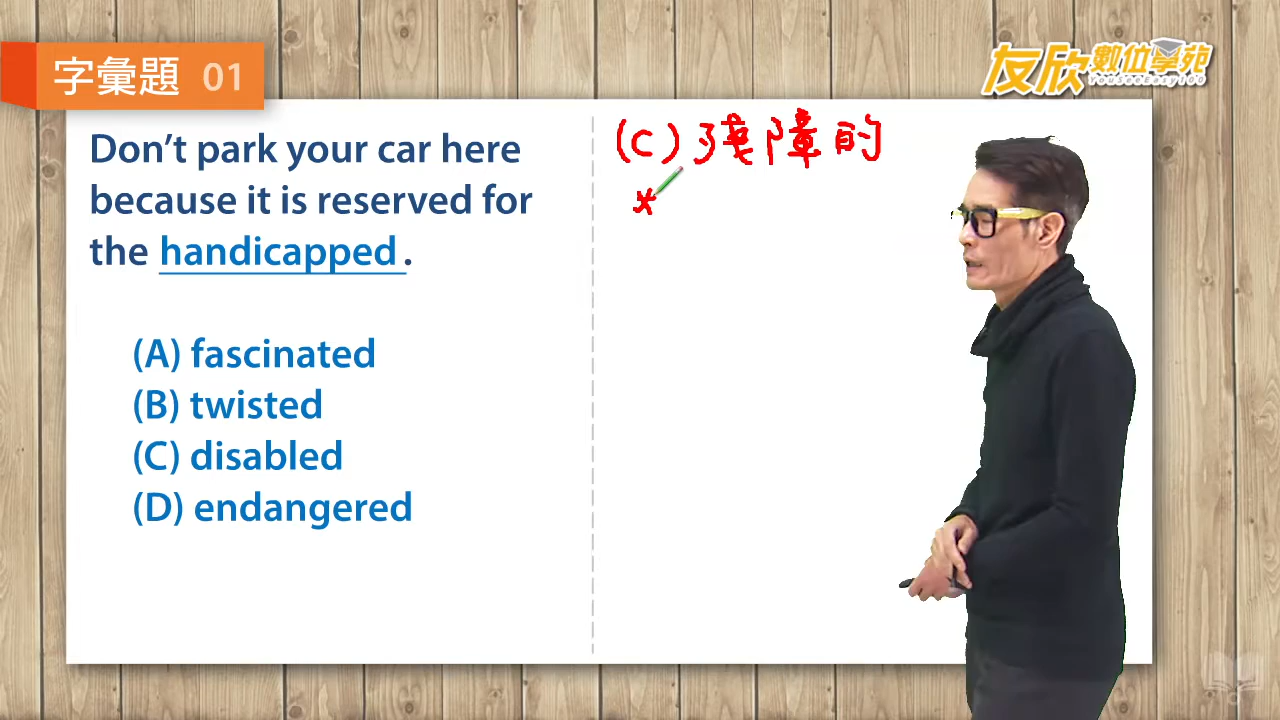 字彙題 01
友欣數位學苑
YouSeeEasy100
Don't park your car here
because it is reserved for
the handicapped.
(A) fascinated
(B) twisted
(C) disabled
(D) endangered
(C) 殘障的
*